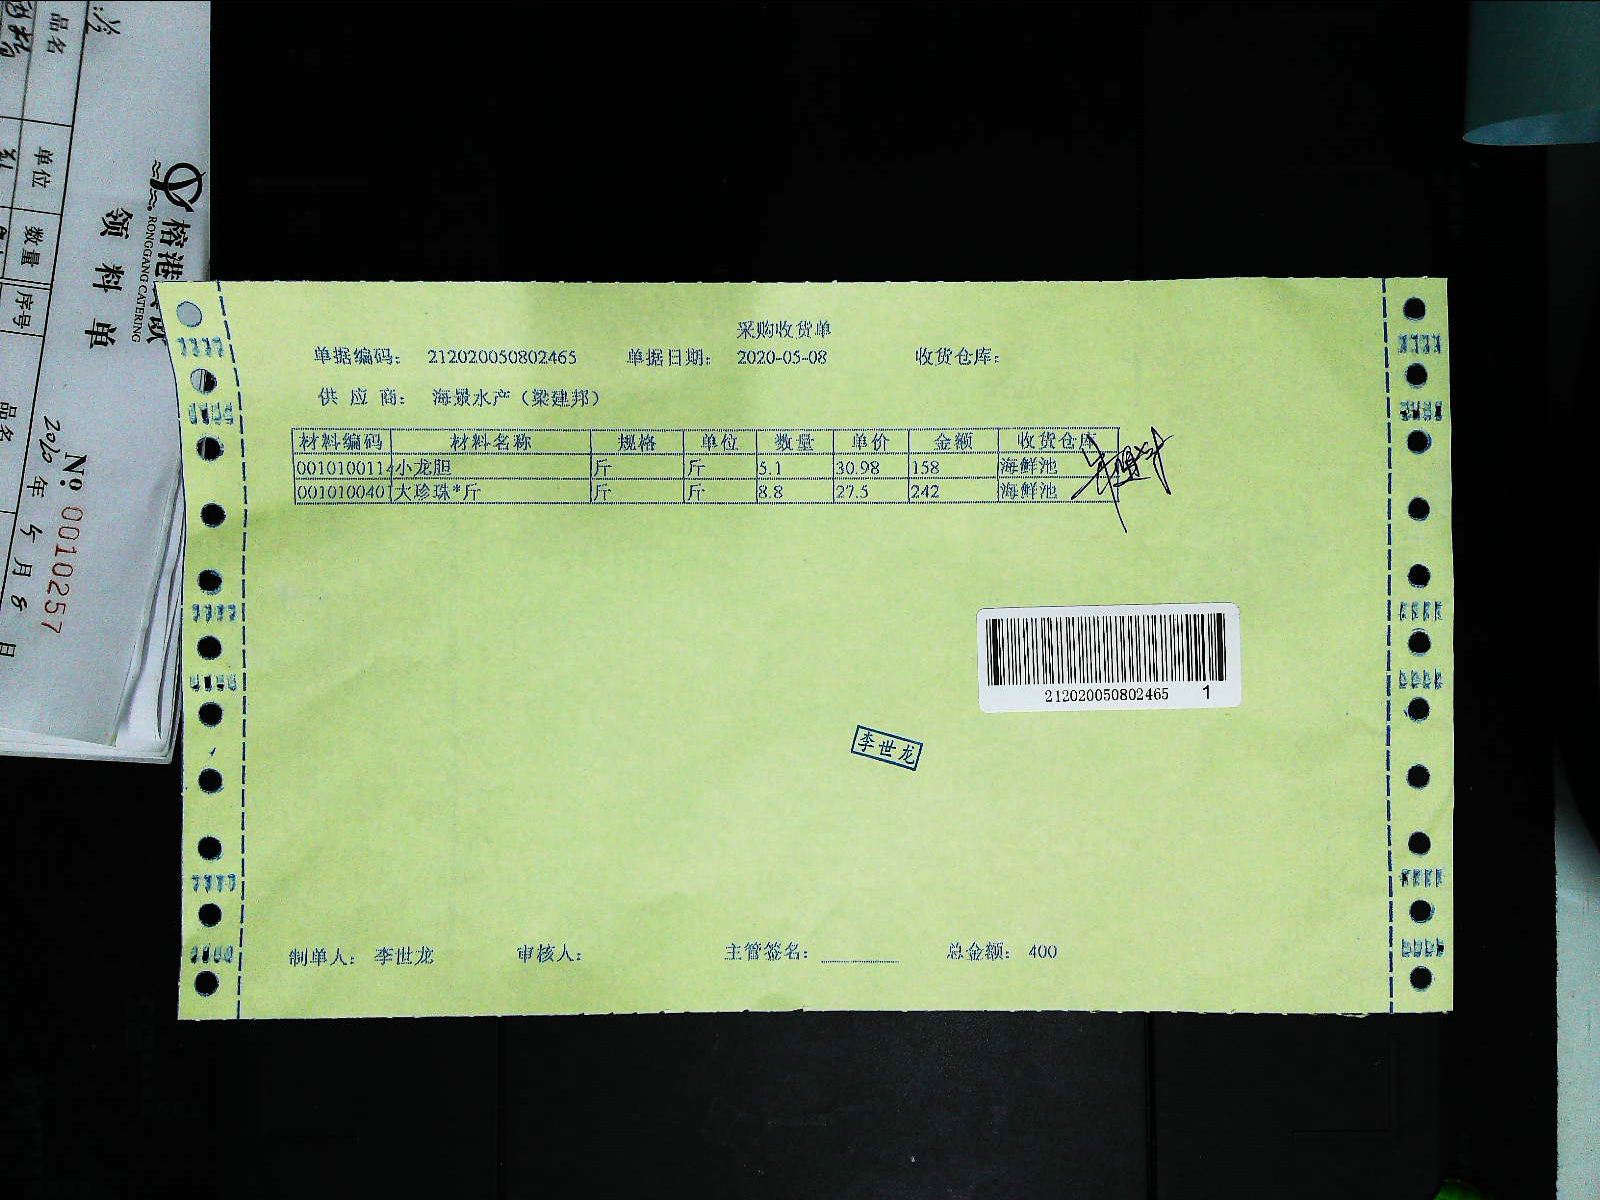 采购收货单
单据编码： 212020050802465 单据日期： 2020-05-08 收货仓库：
供 应 商： 海景水产（梁建邦）
材料编码 材料名称 规格 单位 数量 单价 金额 收货仓库
0010100114 小龙胆 斤 斤 5.1 30.98 158 海鲜池
0010100401 大珍珠*斤 斤 斤 8.8 27.5 242 海鲜池
212020050802465 1
李世龙
制单人： 李世龙 审核人： 主管签名： 总金额： 400
榕港
RONGGANG CATERING
领料单
№ 0010257
2020 年 5 月 8 日
品名 单位 数量 序号 品名